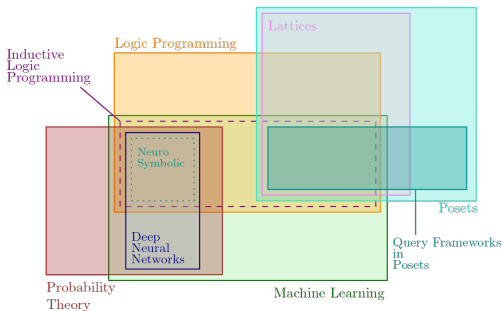 Lattices
Logic Programming
Inductive
Logic
Programming
Neuro
Symbolic
Posets
Deep
Neural
Networks
Query Frameworks
in
Posets
Probability
Theory
Machine Learning